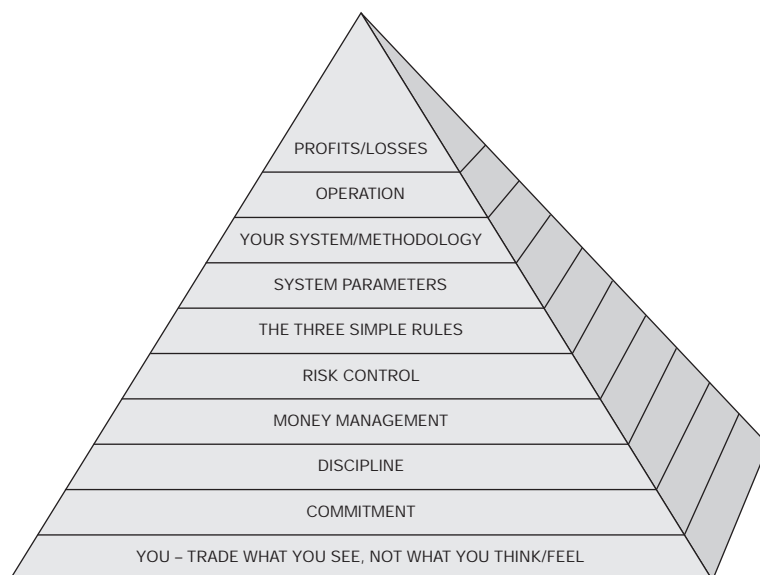 PROFITS/LOSSES
OPERATION
YOUR SYSTEM/METHODOLOGY
SYSTEM PARAMETERS
THE THREE SIMPLE RULES
RISK CONTROL
MONEY MANAGEMENT
DISCIPLINE
COMMITMENT
YOU – TRADE WHAT YOU SEE, NOT WHAT YOU THINK/FEEL